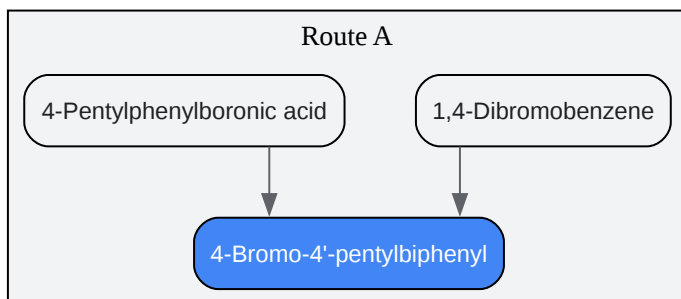 Route A
4-Pentylphenylboronic acid
1,4-Dibromobenzene
4-Bromo-4'-pentylbiphenyl